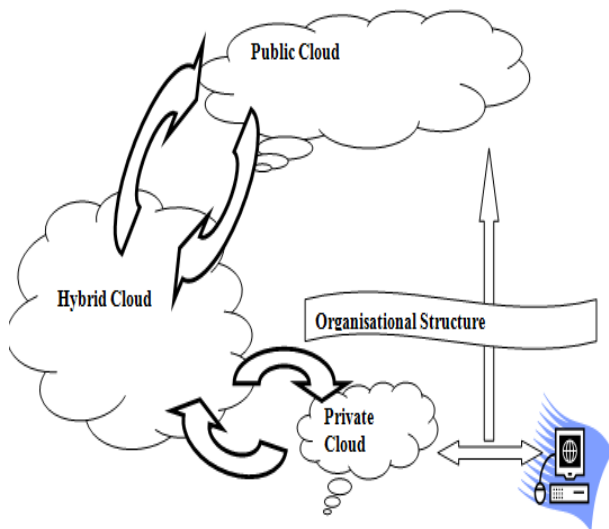 Public Cloud
Hybrid Cloud
Organisational Structure
Private
Cloud